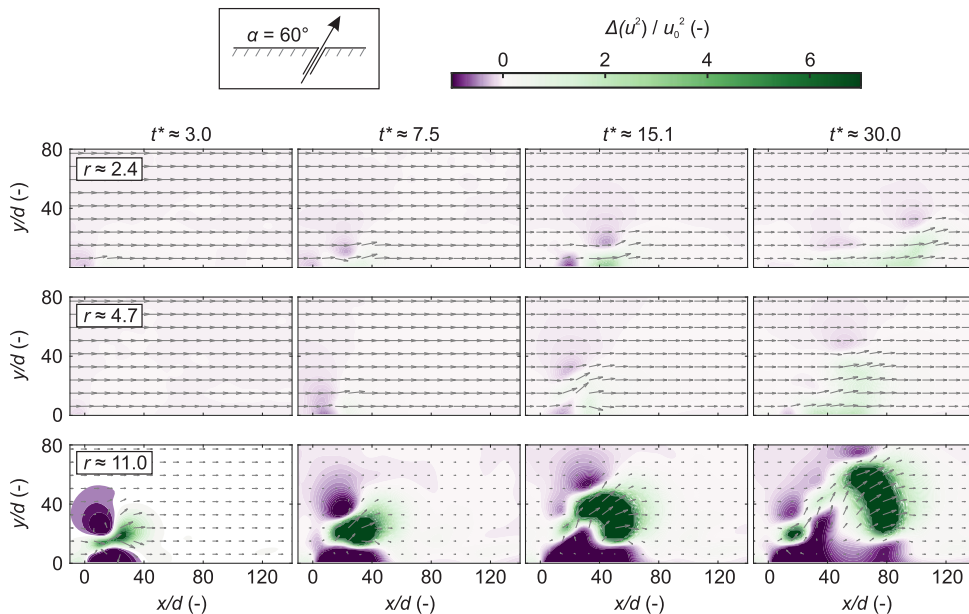 α = 60°
Δ(u²) / u₀² (-)
0 2 4 6
t* ≈ 3.0 t* ≈ 7.5 t* ≈ 15.1 t* ≈ 30.0
80
r ≈ 2.4
y/d (-)
40
80
r ≈ 4.7
y/d (-)
40
0
80
r ≈ 11.0
y/d (-)
40
0
0 40 80 120 0 40 80 120 0 40 80 120 0 40 80 120
x/d (-) x/d (-) x/d (-) x/d (-)